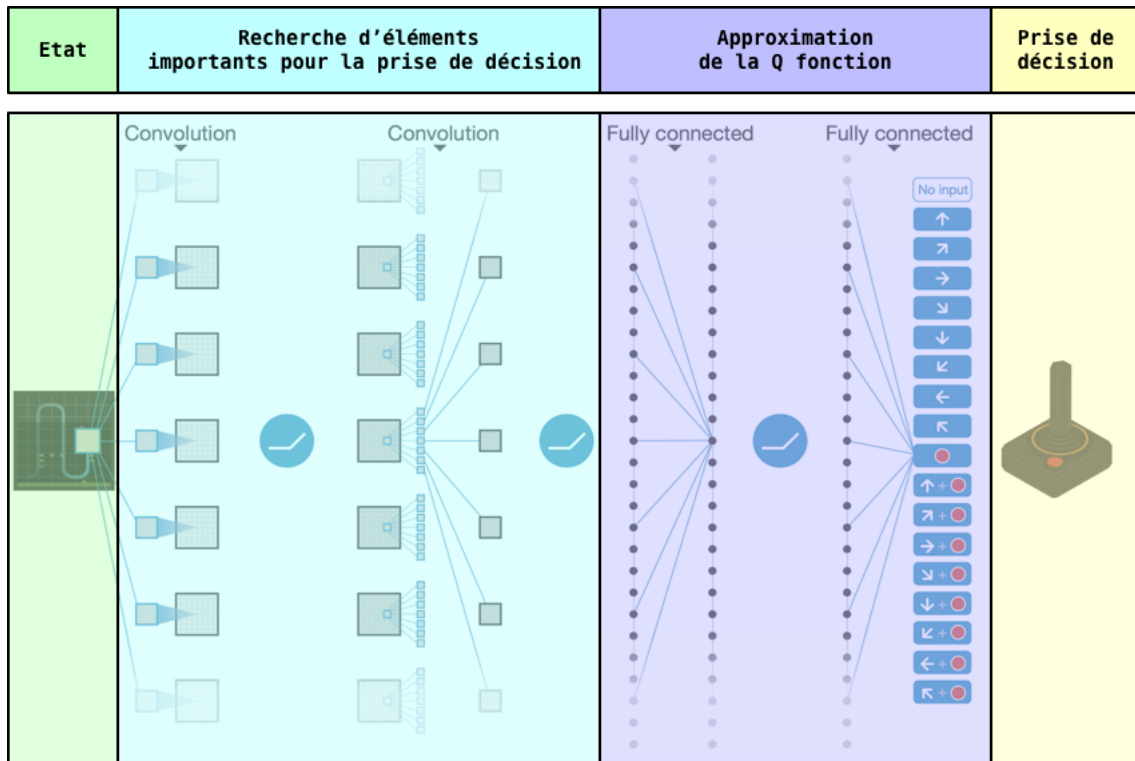 Etat
Recherche d'éléments
importants pour la prise de décision
Approximation
de la Q fonction
Prise de
décision
Convolution
Convolution
Fully connected
Fully connected
No input
↑
↗
→
↘
↓
↙
←
↖
↑ +
↗ +
→ +
↘ +
↓ +
↙ +
← +
↖ +